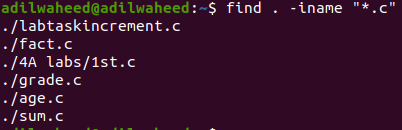 adilwaheed@adilwaheed:~$ find . -iname "*.c"
./labtaskincrement.c
./fact.c
./4A labs/1st.c
./grade.c
./age.c
./sum.c